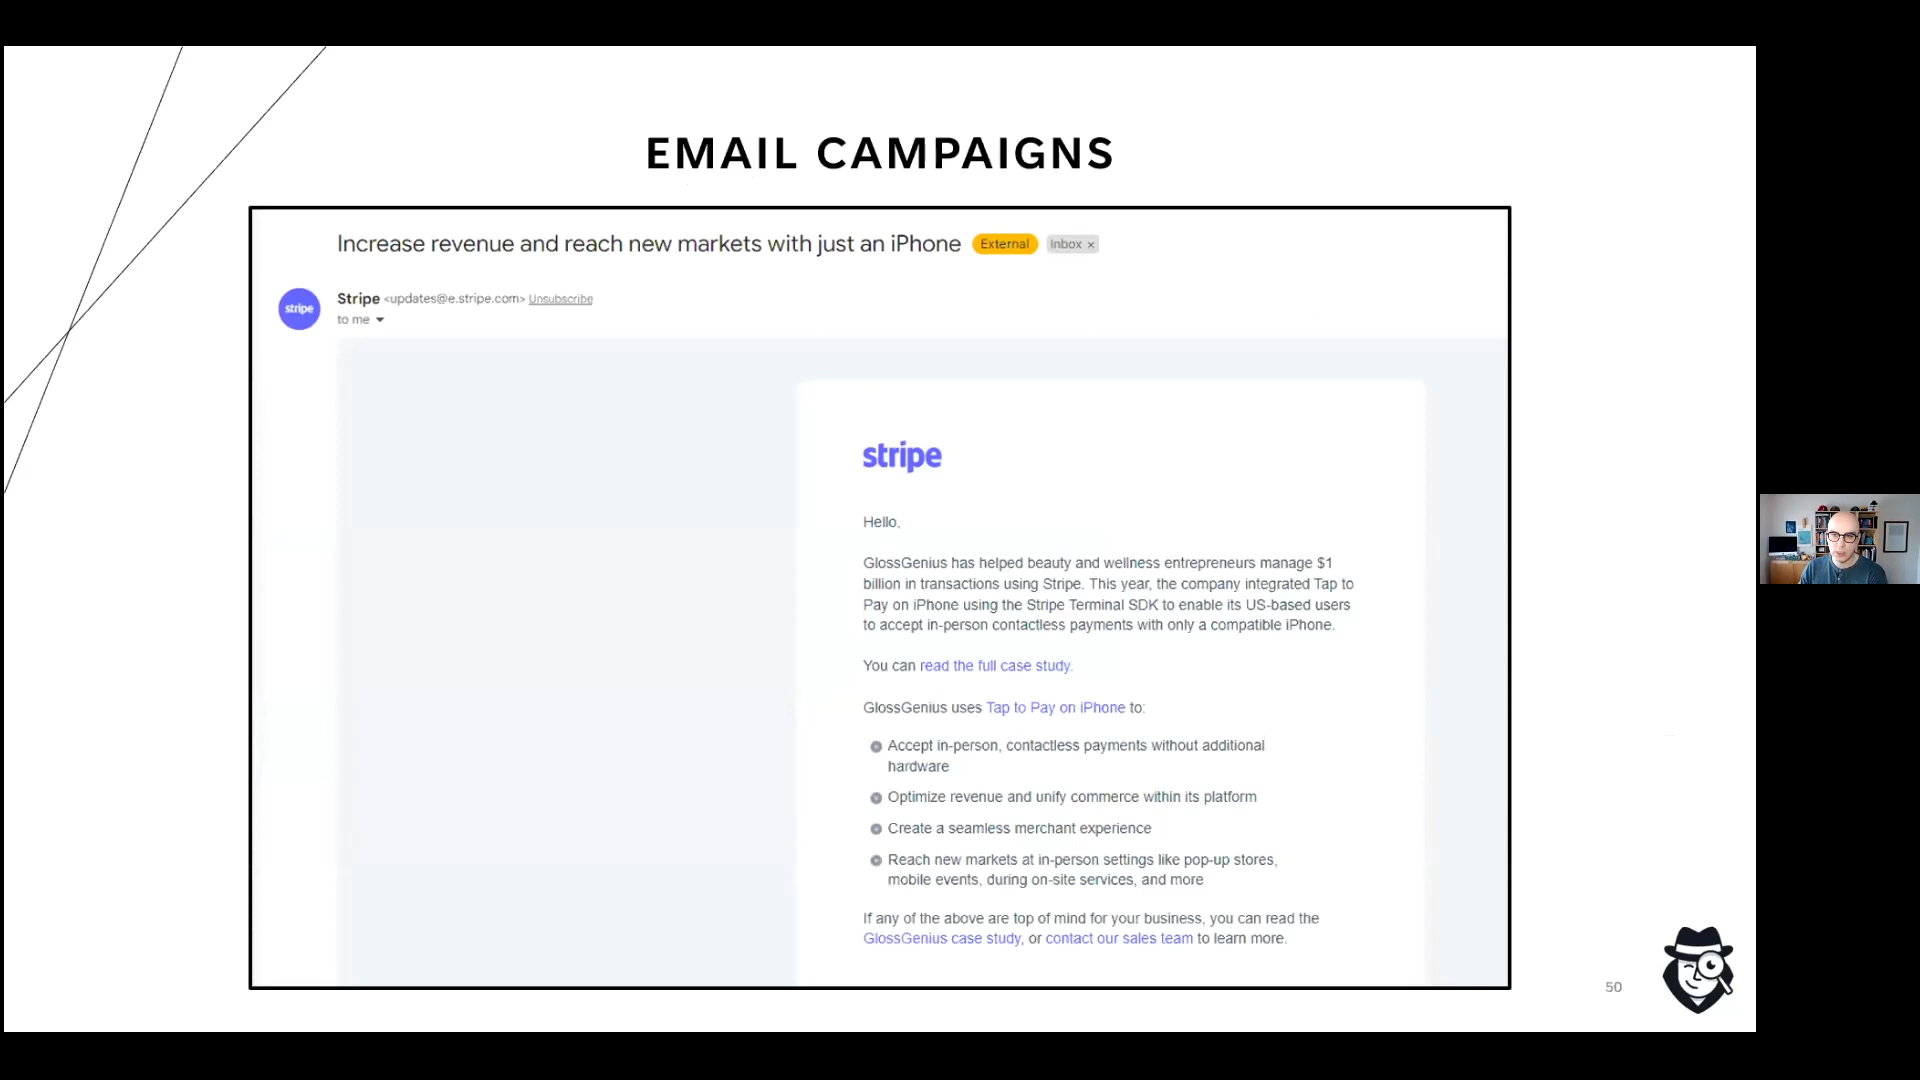 EMAIL CAMPAIGNS
Increase revenue and reach new markets with just an iPhone External Inbox ×
stripe
Stripe <updates@e.stripe.com> Unsubscribe
to me
stripe
Hello,
GlossGenius has helped beauty and wellness entrepreneurs manage $1
billion in transactions using Stripe. This year, the company integrated Tap to
Pay on iPhone using the Stripe Terminal SDK to enable its US-based users
to accept in-person contactless payments with only a compatible iPhone.
You can read the full case study.
GlossGenius uses Tap to Pay on iPhone to:
Accept in-person, contactless payments without additional
hardware
Optimize revenue and unify commerce within its platform
Create a seamless merchant experience
Reach new markets at in-person settings like pop-up stores,
mobile events, during on-site services, and more
If any of the above are top of mind for your business, you can read the
GlossGenius case study, or contact our sales team to learn more.
50